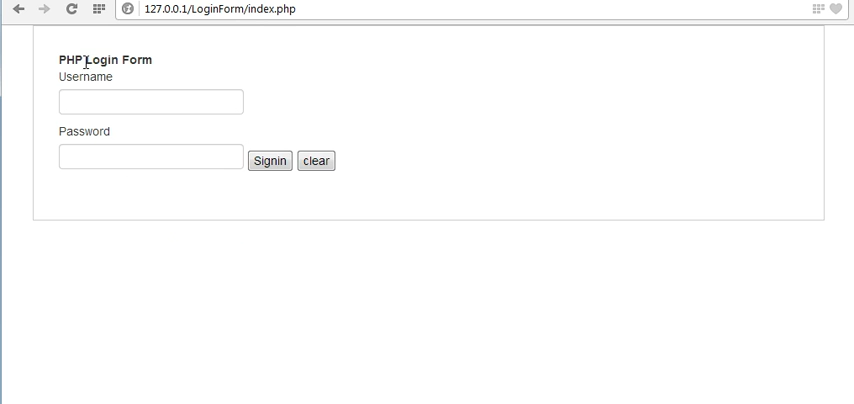 127.0.0.1/LoginForm/index.php
PHP Login Form
Username
Password
Signin clear